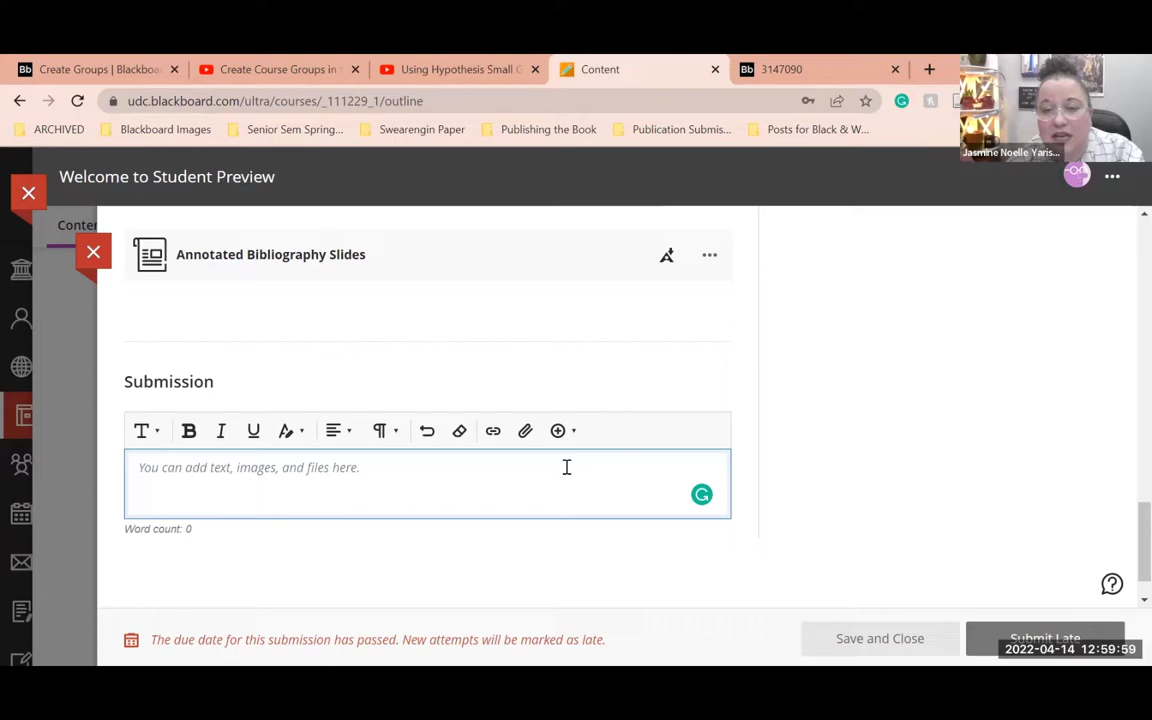 Bb Create Groups | Blackboa
Create Course Groups in t
Using Hypothesis Small G
Content
Bb 3147090
udc.blackboard.com/ultra/courses/_111229_1/outline
ARCHIVED
Blackboard Images
Senior Sem Spring...
Swearengin Paper
Publishing the Book
Publication Submis...
Posts for Black & W...
Jasmine Noelle Yaris...
Welcome to Student Preview
Conter
Annotated Bibliography Slides
Submission
T B I U
You can add text, images, and files here.
Word count: 0
The due date for this submission has passed. New attempts will be marked as late.
Save and Close
Submit Late
2022-04-14 12:59:59